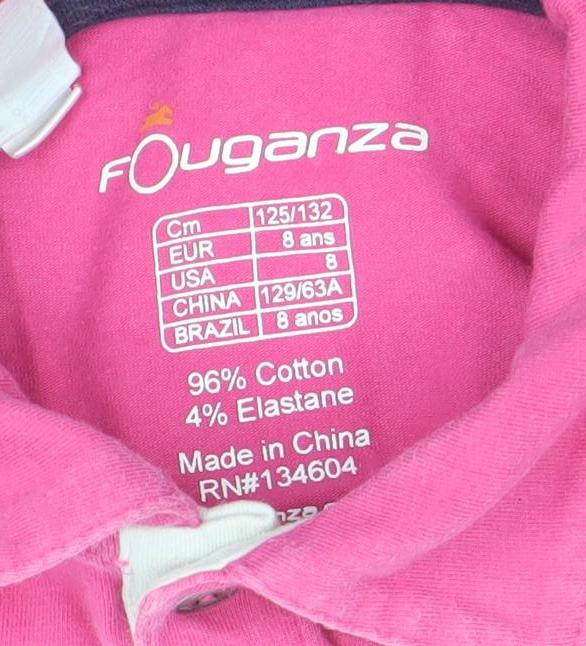 FOuganza
Cm 125/132
EUR 8 ans
USA 8
CHINA 129/63A
BRAZIL 8 anos
96% Cotton
4% Elastane
Made in China
RN#134604